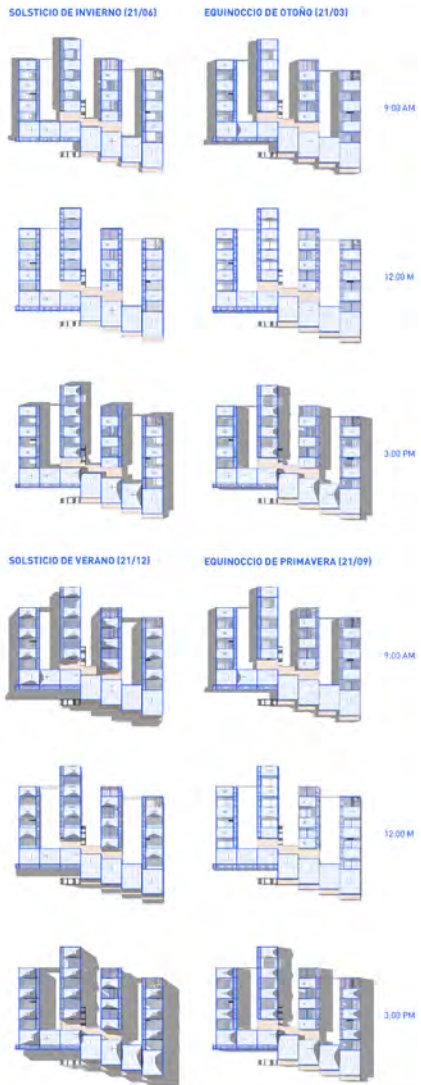 SOLSTICIO DE INVIERNO (21/06)
EQUINOCCIO DE OTOÑO (21/03)
9:00 AM
12:00 M
3:00 PM
SOLSTICIO DE VERANO (21/12)
EQUINOCCIO DE PRIMAVERA (21/09)
9:00 AM
12:00 M
3:00 PM